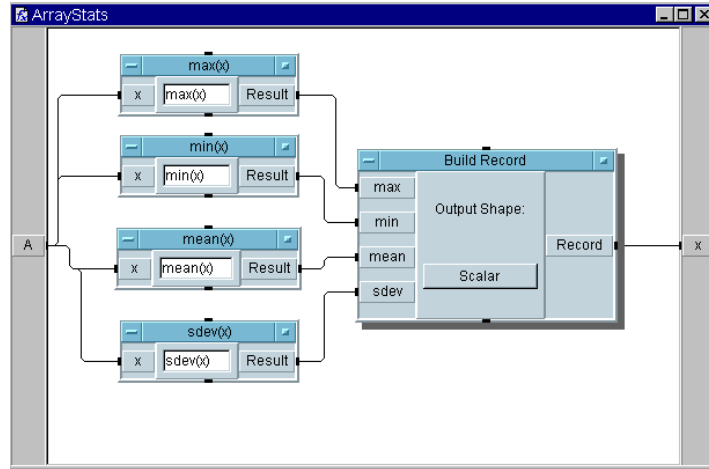 ArrayStats
max(x)
x max(x) Result
min(x)
x min(x) Result
mean(x)
x mean(x) Result
sdev(x)
x sdev(x) Result
A
Build Record
max
min
mean
sdev
Output Shape:
Scalar
Record
x